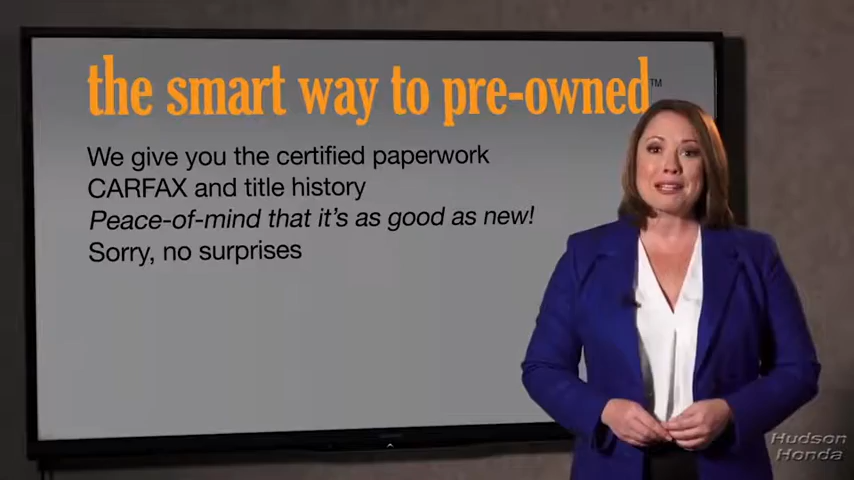 the smart way to pre-owned™
We give you the certified paperwork
CARFAX and title history
Peace-of-mind that it's as good as new!
Sorry, no surprises
Hudson
Honda